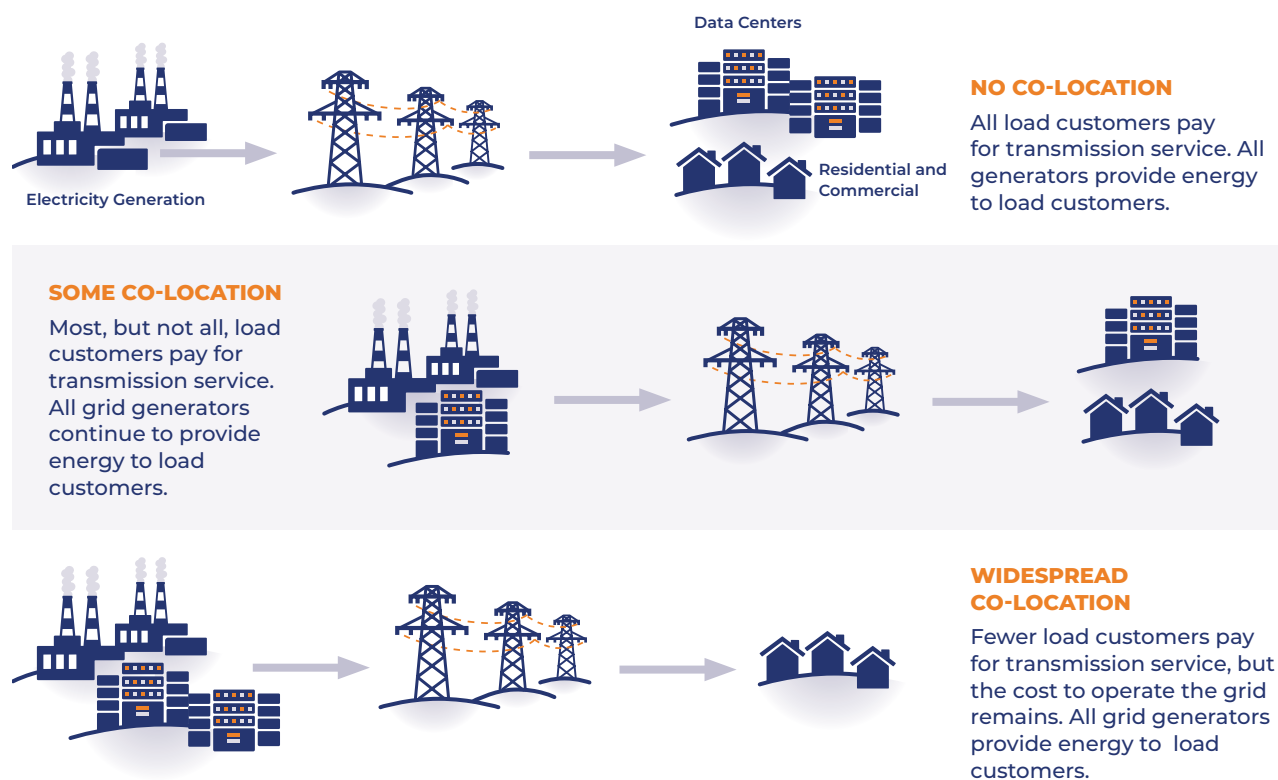 Data Centers
Electricity Generation
Residential and
Commercial
NO CO-LOCATION
All load customers pay
for transmission service. All
generators provide energy
to load customers.
SOME CO-LOCATION
Most, but not all, load
customers pay for
transmission service.
All grid generators
continue to provide
energy to load
customers.
WIDESPREAD
CO-LOCATION
Fewer load customers pay
for transmission service, but
the cost to operate the grid
remains. All grid generators
provide energy to load
customers.